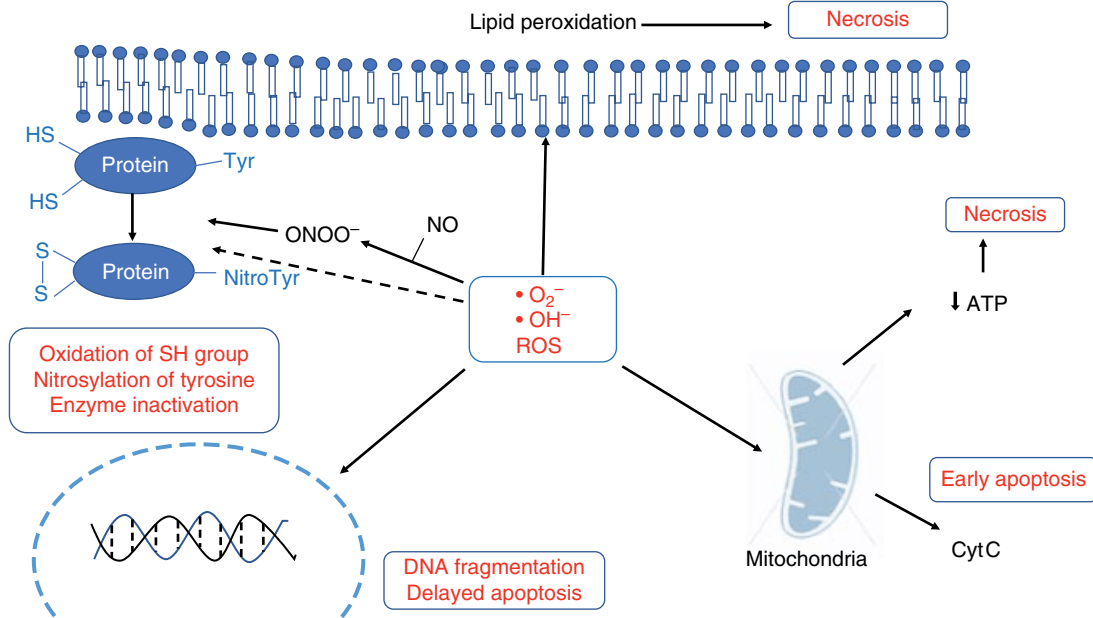 Lipid peroxidation
Necrosis
HS
Protein
Tyr
HS
NO
ONOO⁻
S
Protein
NitroTyr
S
• O₂⁻
• OH⁻
ROS
Necrosis
ATP
Oxidation of SH group
Nitrosylation of tyrosine
Enzyme inactivation
Early apoptosis
CytC
Mitochondria
DNA fragmentation
Delayed apoptosis